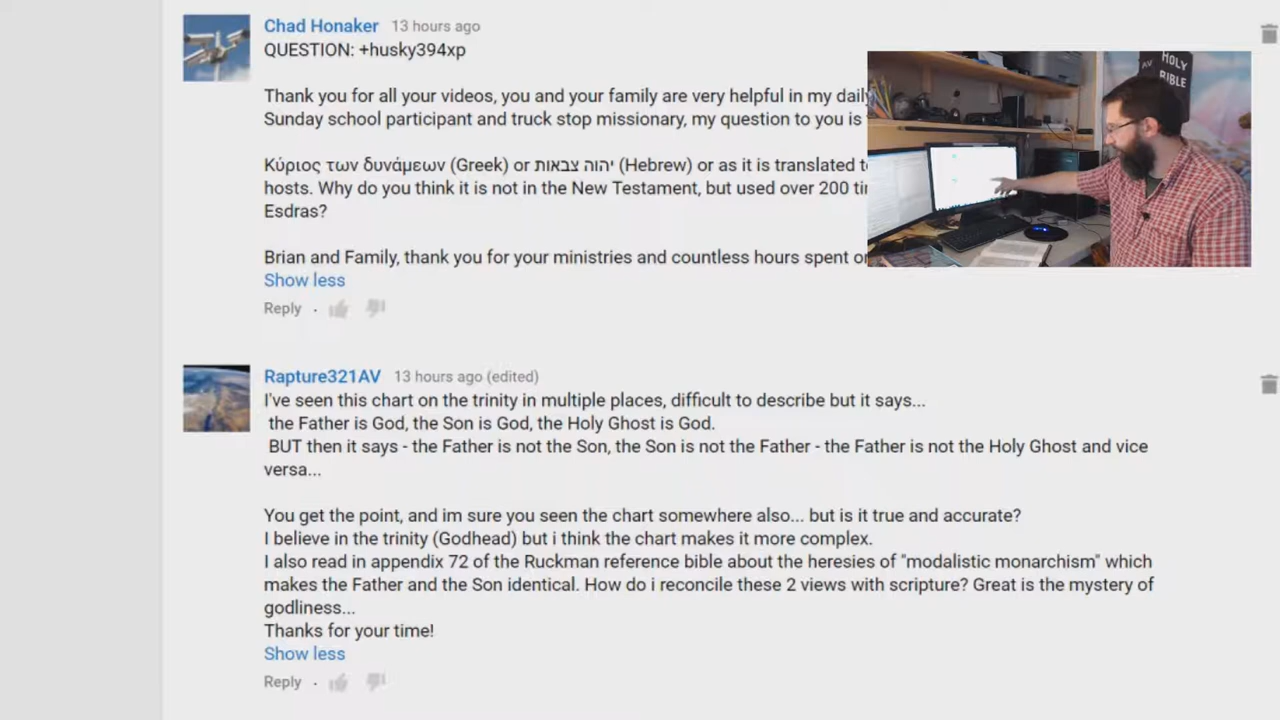 Chad Honaker 13 hours ago
QUESTION: +husky394xp
Thank you for all your videos, you and your family are very helpful in my daily
Sunday school participant and truck stop missionary, my question to you is
Κύριος των δυνάμεων (Greek) or יהוה צבאות (Hebrew) or as it is translated
hosts. Why do you think it is not in the New Testament, but used over 200
Esdras?
Brian and Family, thank you for your ministries and countless hours spent
Show less
Reply ·
AV HOLY
BIBLE
Rapture321AV 13 hours ago (edited)
I've seen this chart on the trinity in multiple places, difficult to describe but it says...
the Father is God, the Son is God, the Holy Ghost is God.
BUT then it says - the Father is not the Son, the Son is not the Father - the Father is not the Holy Ghost and vice
versa...
You get the point, and im sure you seen the chart somewhere also... but is it true and accurate?
I believe in the trinity (Godhead) but i think the chart makes it more complex.
I also read in appendix 72 of the Ruckman reference bible about the heresies of "modalistic monarchism" which
makes the Father and the Son identical. How do i reconcile these 2 views with scripture? Great is the mystery of
godliness...
Thanks for your time!
Show less
Reply ·